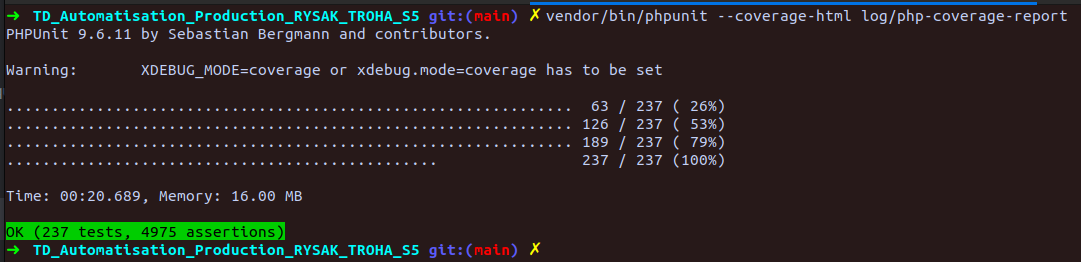 ➜  TD_Automatisation_Production_RYSAK_TROHA_S5 git:(main) ✗ vendor/bin/phpunit --coverage-html log/php-coverage-report
PHPUnit 9.6.11 by Sebastian Bergmann and contributors.
Warning:       XDEBUG_MODE=coverage or xdebug.mode=coverage has to be set
...............................................................  63 / 237 ( 26%)
............................................................... 126 / 237 ( 53%)
............................................................... 189 / 237 ( 79%)
................................................                237 / 237 (100%)
Time: 00:20.689, Memory: 16.00 MB
OK (237 tests, 4975 assertions)
➜  TD_Automatisation_Production_RYSAK_TROHA_S5 git:(main) ✗